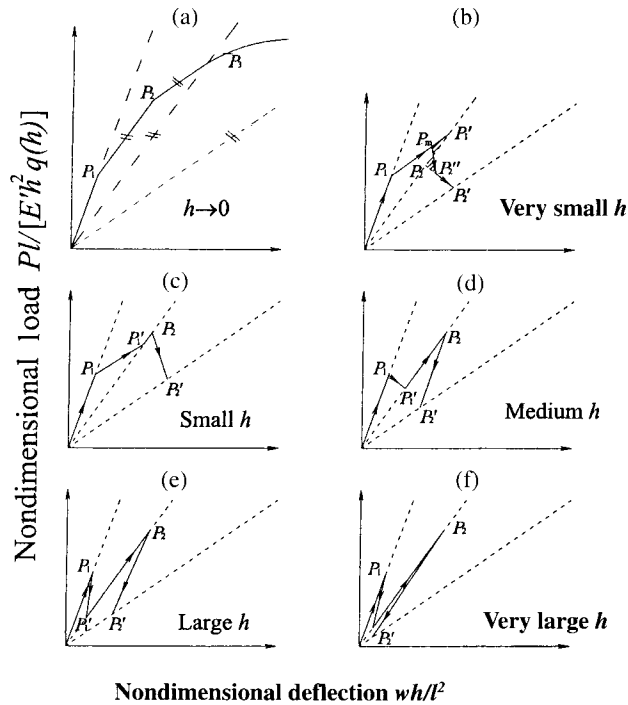 Nondimensional load Pl/[E'h² q(h)]
(a)
P₁
P₂
P₃
h→0
(b)
P₁
Pₘ
P₁'
P₂
P₂''
P₂'
Very small h
(c)
P₁
P₁'
P₂
P₂'
Small h
(d)
P₁
P₁'
P₂
P₂'
Medium h
(e)
P₁
P₁'
P₂
P₂'
Large h
(f)
P₁
P₂
P₂'
Very large h
Nondimensional deflection wh/l²